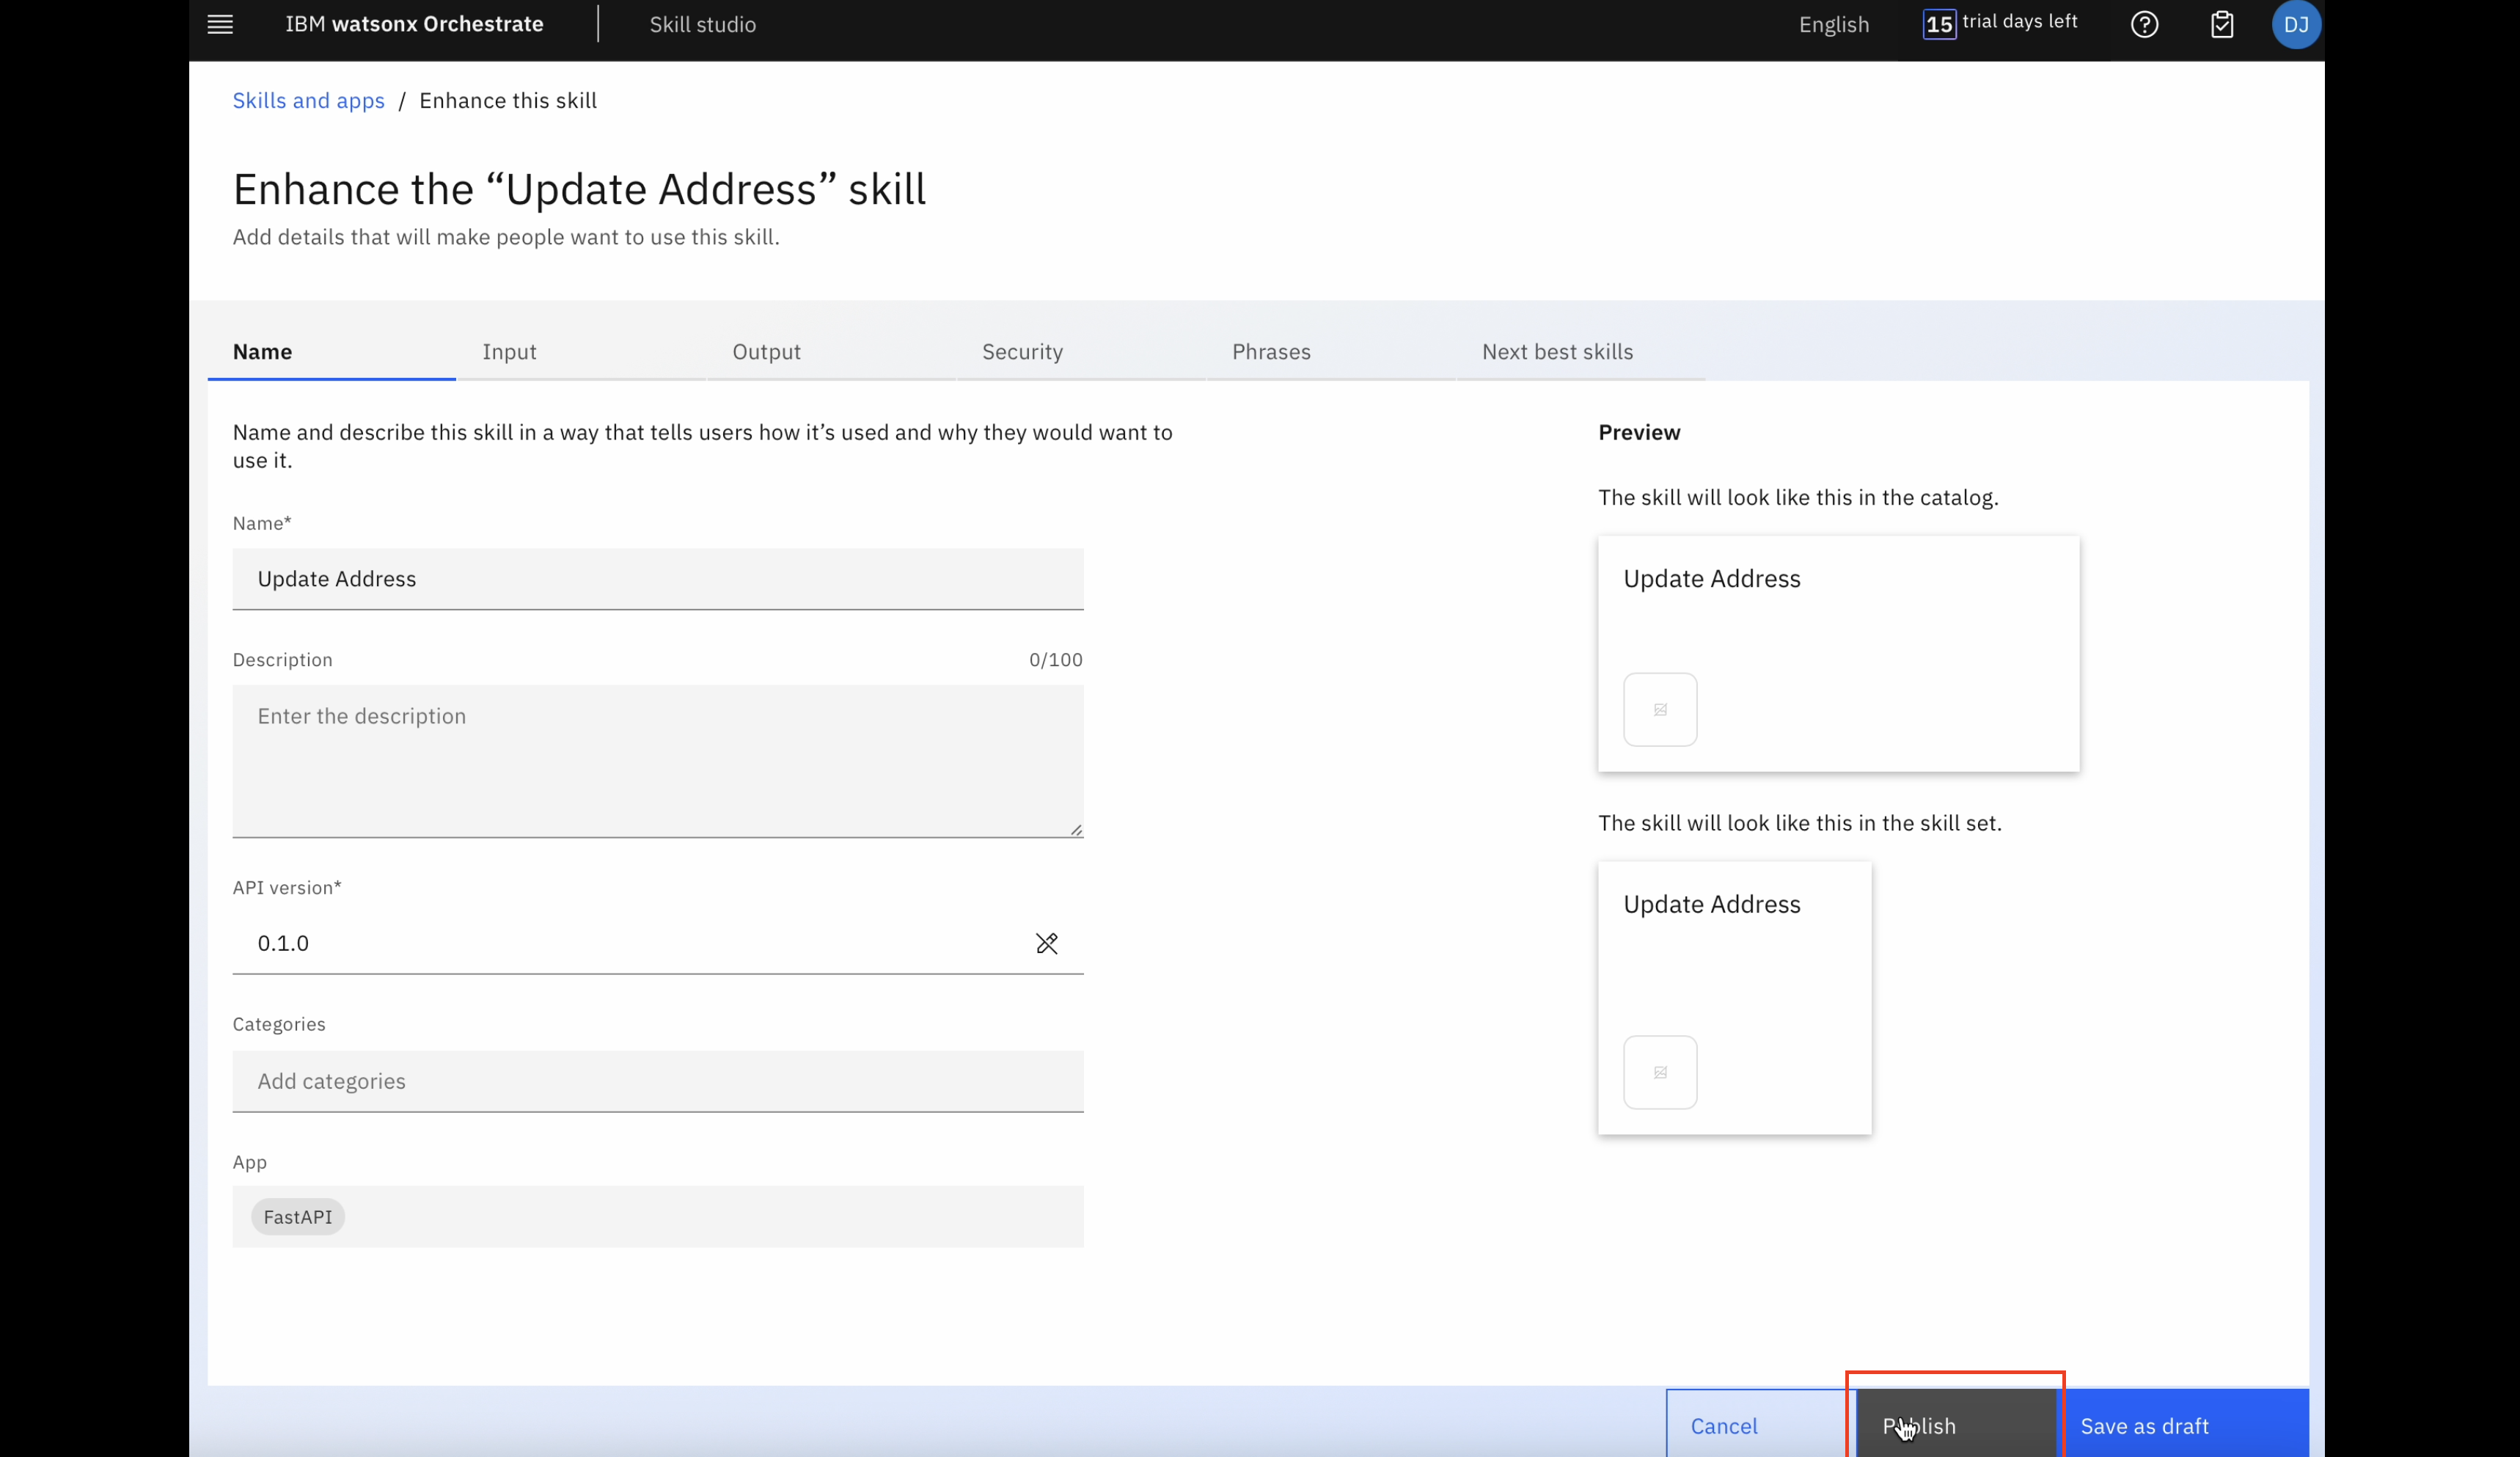 IBM watsonx Orchestrate
Skill studio
English
15 trial days left
DJ
Skills and apps / Enhance this skill
Enhance the “Update Address” skill
Add details that will make people want to use this skill.
Name
Input
Output
Security
Phrases
Next best skills
Name and describe this skill in a way that tells users how it’s used and why they would want to
use it.
Name*
Update Address
Description
0/100
Enter the description
API version*
0.1.0
Categories
Add categories
App
FastAPI
Preview
The skill will look like this in the catalog.
Update Address
The skill will look like this in the skill set.
Update Address
Cancel
Publish
Save as draft